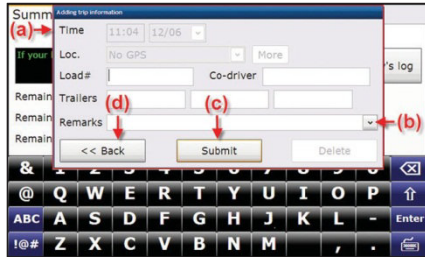 Summ
Adding trip information
(a)
Time 11:04 12/06
If your
Loc. No GPS More
's log
Load# Co-driver
Remain
Trailers
(d) (c)
Remain
Remarks
(b)
Remain
<< Back Submit Delete
&
@ Q W E R T Y U I O P
ABC A S D F G H J K L - Enter
!@# Z X C V B N M , .